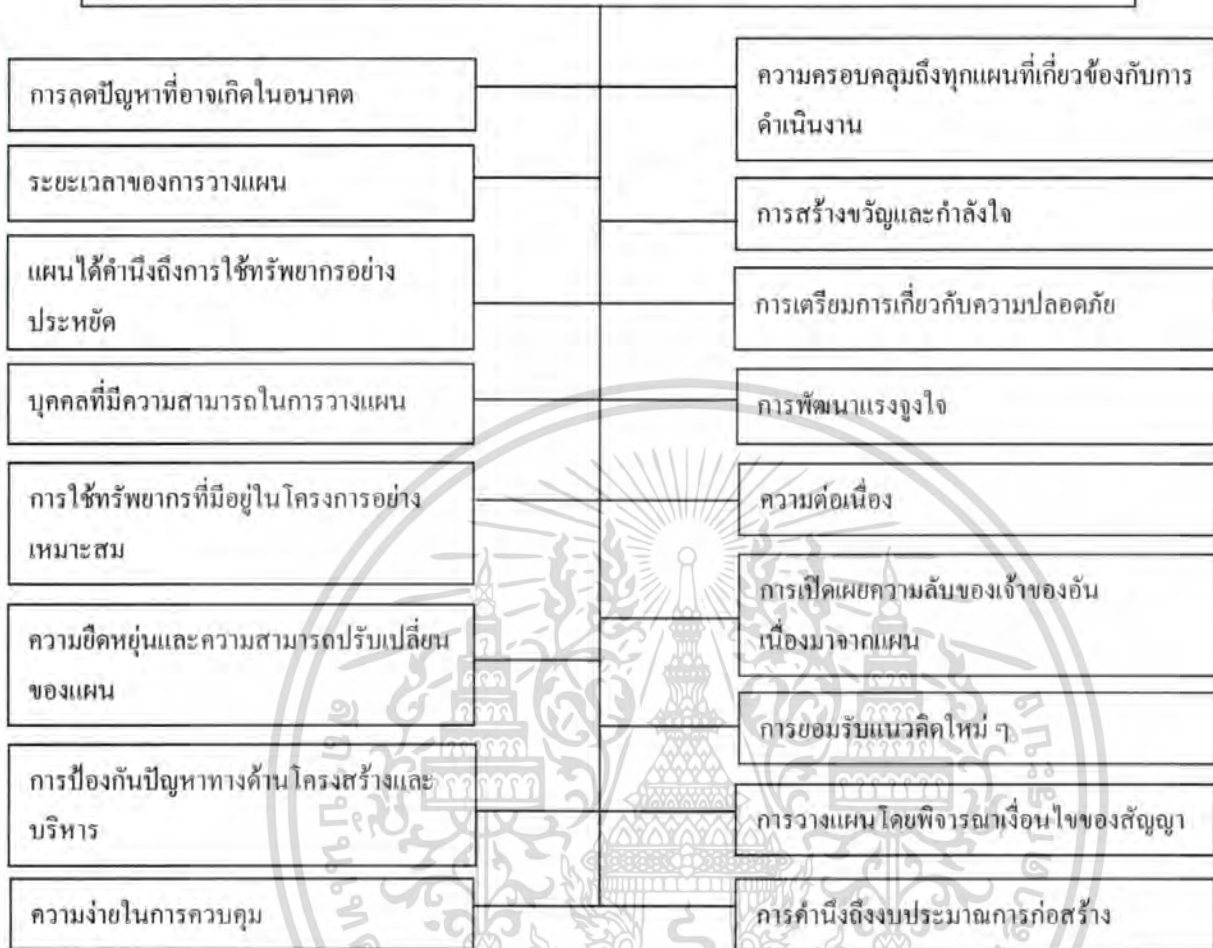 การลดปัญหาที่อาจเกิดในอนาคต
ระยะเวลาของการวางแผน
แผนได้คำนึงถึงการใช้ทรัพยากรอย่าง
ประหยัด
บุคคลที่มีความสามารถในการวางแผน
การใช้ทรัพยากรที่มีอยู่ในโครงการอย่าง
เหมาะสม
ความยืดหยุ่นและความสามารถปรับเปลี่ยน
ของแผน
การป้องกันปัญหาทางด้านโครงสร้างและ
บริหาร
ความง่ายในการควบคุม
ความครอบคลุมถึงทุกแผนที่เกี่ยวข้องกับการ
ดำเนินงาน
การสร้างขวัญและกำลังใจ
การเตรียมการเกี่ยวกับความปลอดภัย
การพัฒนาแรงจูงใจ
ความต่อเนื่อง
การเปิดเผยความลับของเจ้าของอัน
เนื่องมาจากแผน
การยอมรับแนวคิดใหม่ ๆ
การวางแผนโดยพิจารณาเงื่อนไขของสัญญา
การคำนึงถึงงบประมาณการก่อสร้าง